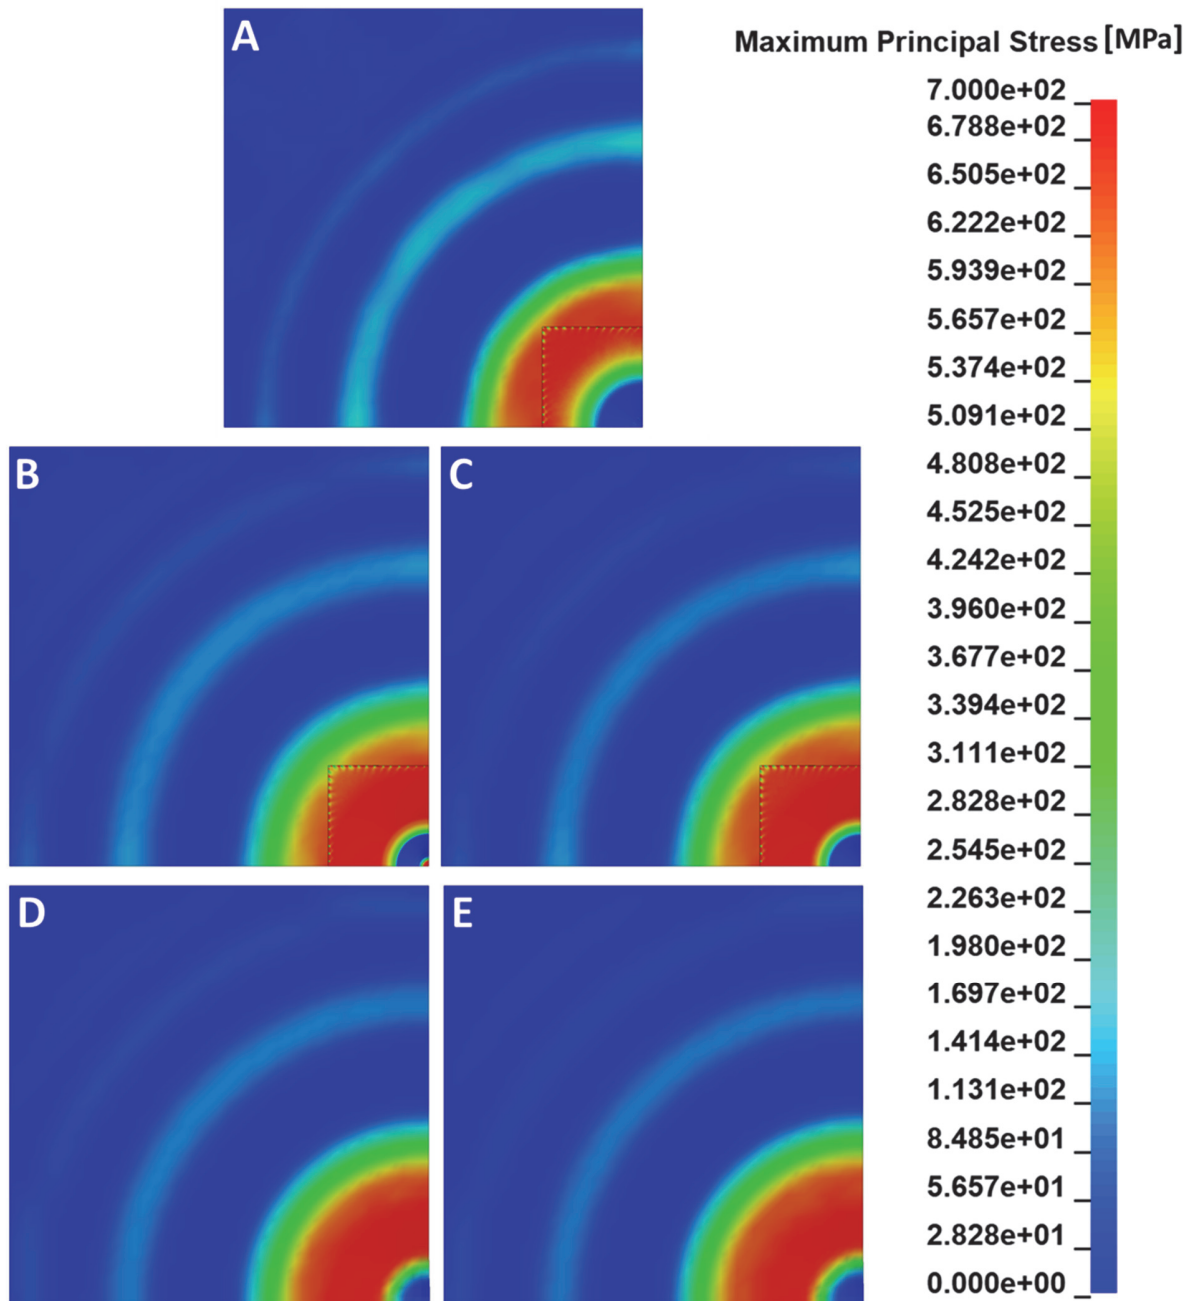 A
Maximum Principal Stress [MPa]
7.000e+02
6.788e+02
6.505e+02
6.222e+02
5.939e+02
5.657e+02
5.374e+02
5.091e+02
4.808e+02
4.525e+02
4.242e+02
3.960e+02
3.677e+02
3.394e+02
3.111e+02
2.828e+02
2.545e+02
2.263e+02
1.980e+02
1.697e+02
1.414e+02
1.131e+02
8.485e+01
5.657e+01
2.828e+01
0.000e+00
B
C
D
E